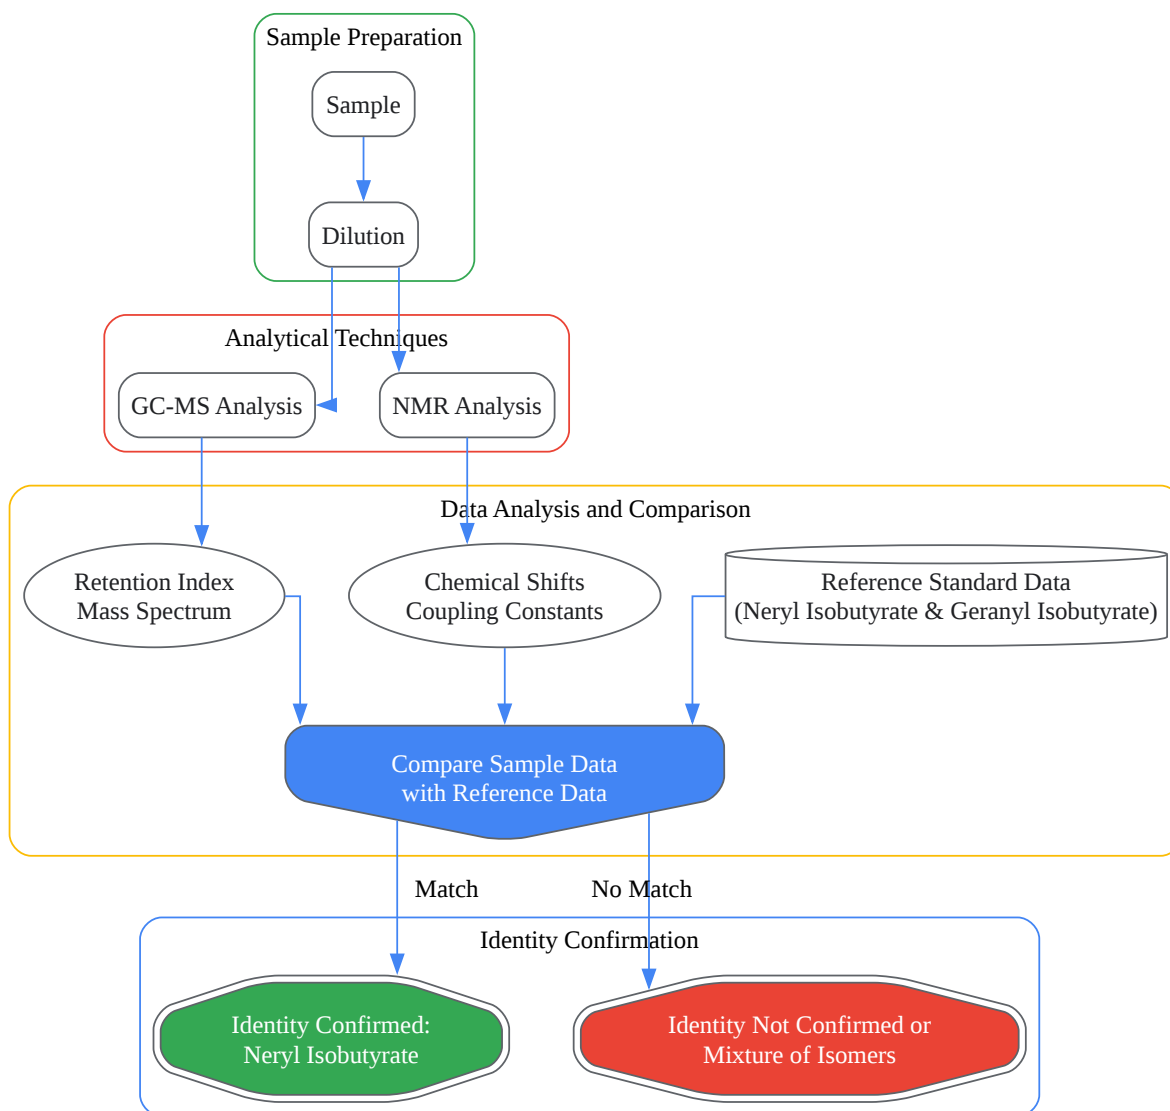 Sample Preparation
Sample
Dilution
Analytical Techniques
GC-MS Analysis
NMR Analysis
Data Analysis and Comparison
Retention Index
Mass Spectrum
Chemical Shifts
Coupling Constants
Reference Standard Data
(Neryl Isobutyrate & Geranyl Isobutyrate)
Compare Sample Data
with Reference Data
Match
No Match
Identity Confirmation
Identity Confirmed:
Neryl Isobutyrate
Identity Not Confirmed or
Mixture of Isomers